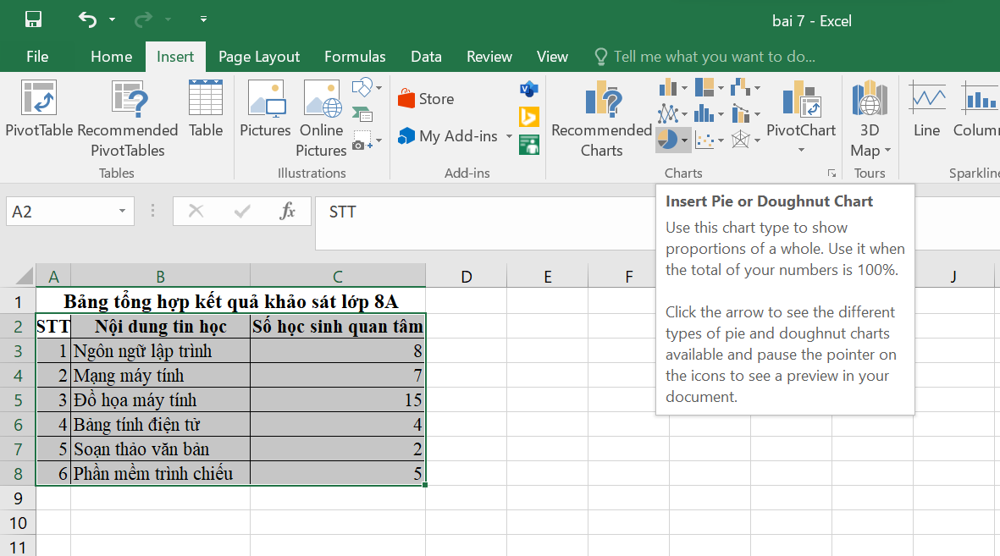 bai 7 - Excel
File Home Insert Page Layout Formulas Data Review View Tell me what you want to do...
PivotTable Recommended PivotTables Table
Tables
Pictures Online Pictures
Illustrations
Store
My Add-ins
Add-ins
Recommended Charts
PivotChart
Charts
3D Map
Tours
Line Colum
Sparkline
A2 fx STT
Insert Pie or Doughnut Chart
Use this chart type to show
proportions of a whole. Use it when
the total of your numbers is 100%.
Click the arrow to see the different
types of pie and doughnut charts
available and pause the pointer on
the icons to see a preview in your
document.
A B C D E F J
1 Bảng tổng hợp kết quả khảo sát lớp 8A
2 STT Nội dung tin học Số học sinh quan tâm
3 1 Ngôn ngữ lập trình 8
4 2 Mạng máy tính 7
5 3 Đồ họa máy tính 15
6 4 Bảng tính điện tử 4
7 5 Soạn thảo văn bản 2
8 6 Phần mềm trình chiếu 5
9
10
11